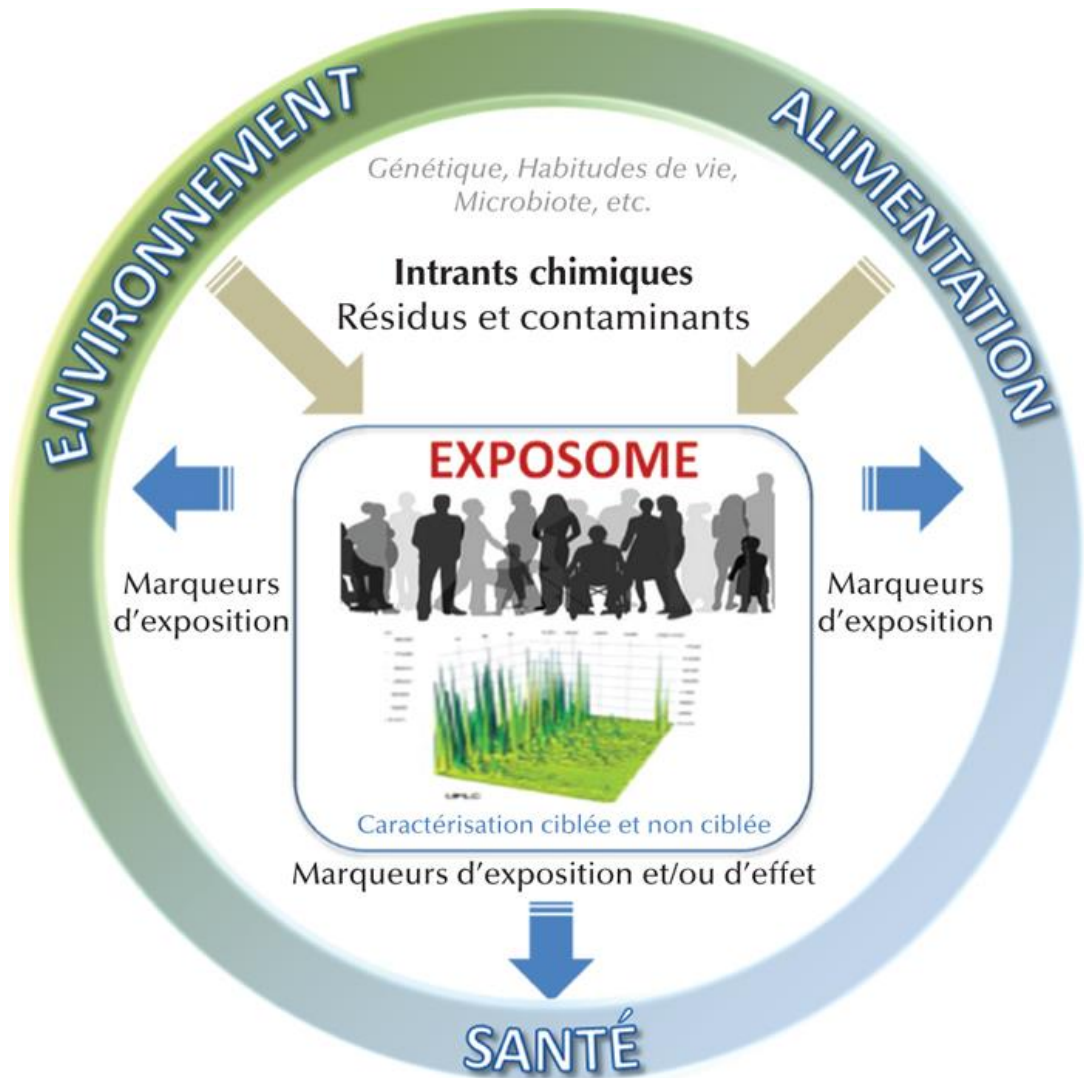 ENVIRONNEMENT
ALIMENTATION
Génétique, Habitudes de vie,
Microbiote, etc.
Intrants chimiques
Résidus et contaminants
EXPOSOME
Marqueurs
d'exposition
Marqueurs
d'exposition
Caractérisation ciblée et non ciblée
Marqueurs d'exposition et/ou d'effet
SANTÉ